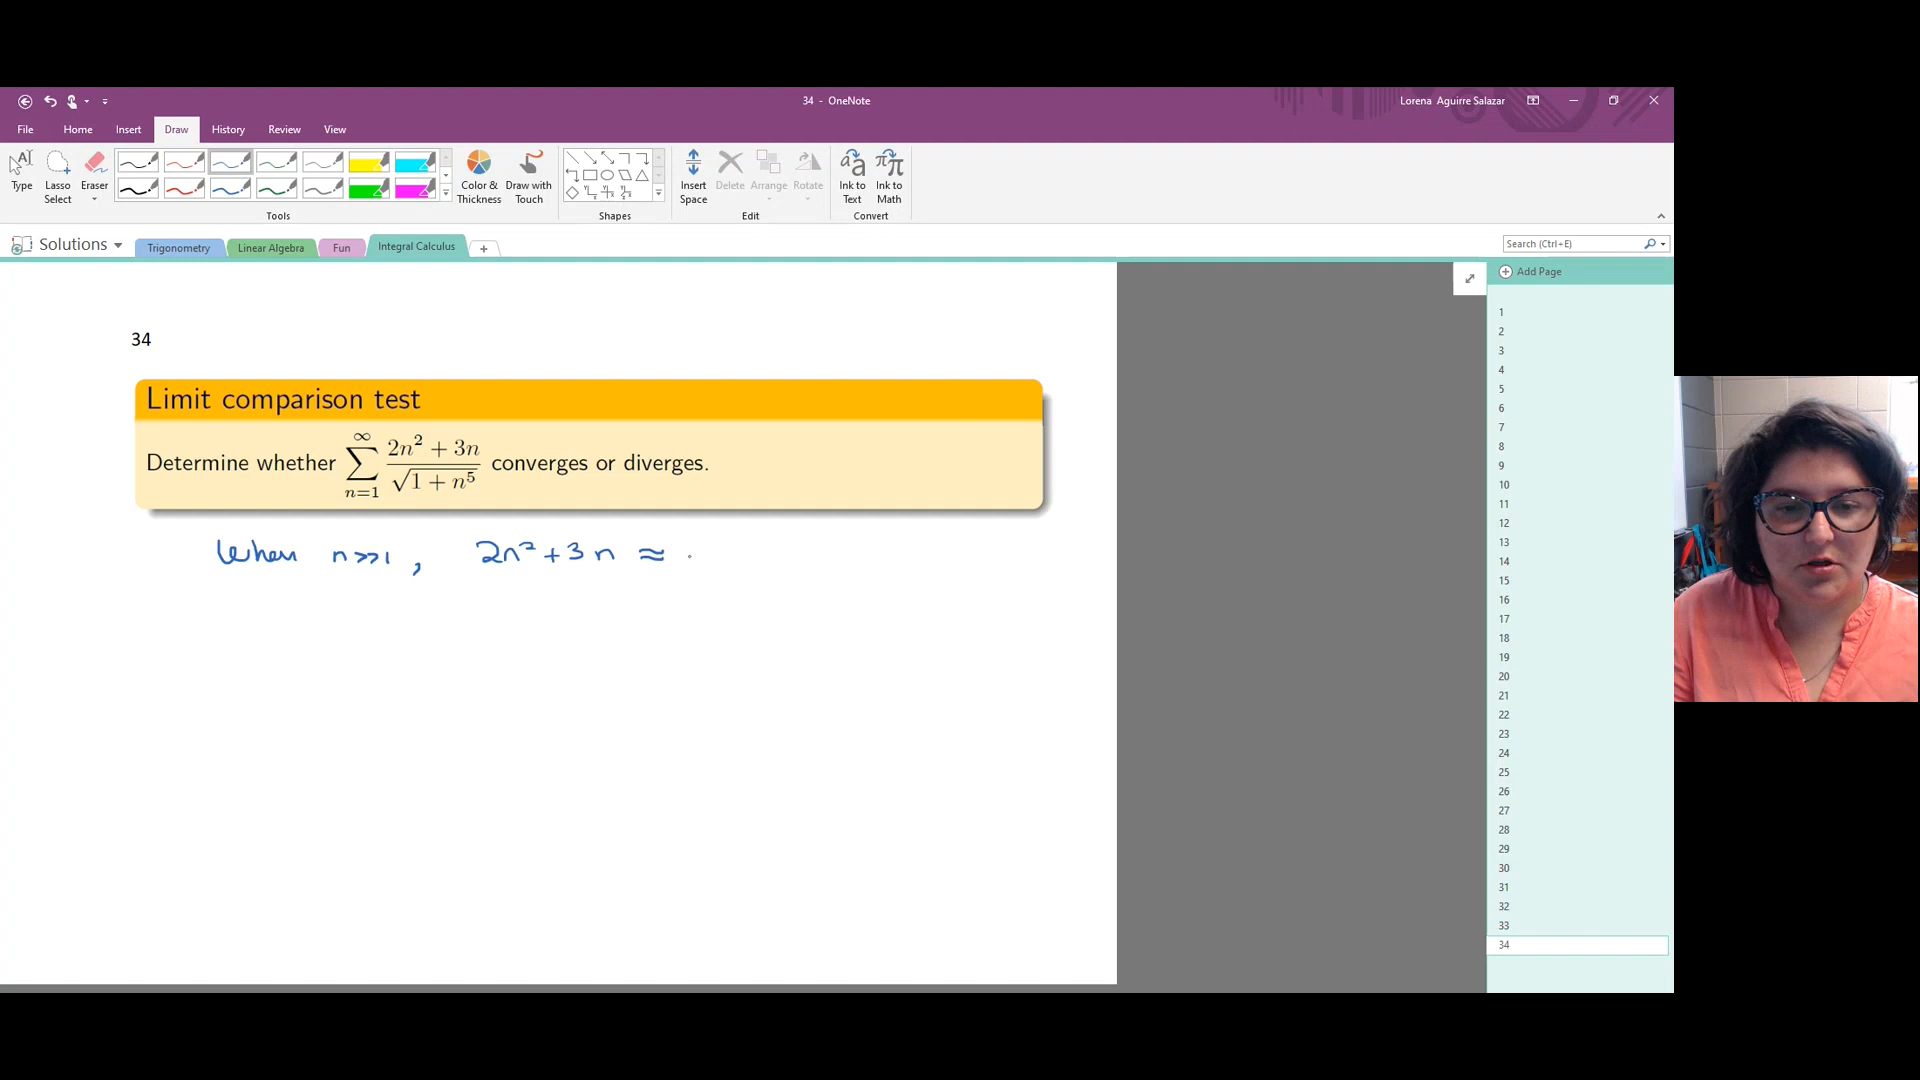 34 - OneNote
Lorena Aguirre Salazar
File Home Insert Draw History Review View
Type
Lasso Select
Eraser
Color & Thickness
Draw with Touch
Insert Space
Delete
Arrange
Rotate
Ink to Text
Ink to Math
Tools
Shapes
Edit
Convert
Solutions
Trigonometry
Linear Algebra
Fun
Integral Calculus
Search (Ctrl+E)
Add Page
34
Limit comparison test
Determine whether ∑_{n=1}^{∞} (2n² + 3n)/√(1 + n⁵) converges or diverges.
When n>>1, 2n² + 3n ≈
1
2
3
4
5
6
7
8
9
10
11
12
13
14
15
16
17
18
19
20
21
22
23
24
25
26
27
28
29
30
31
32
33
34